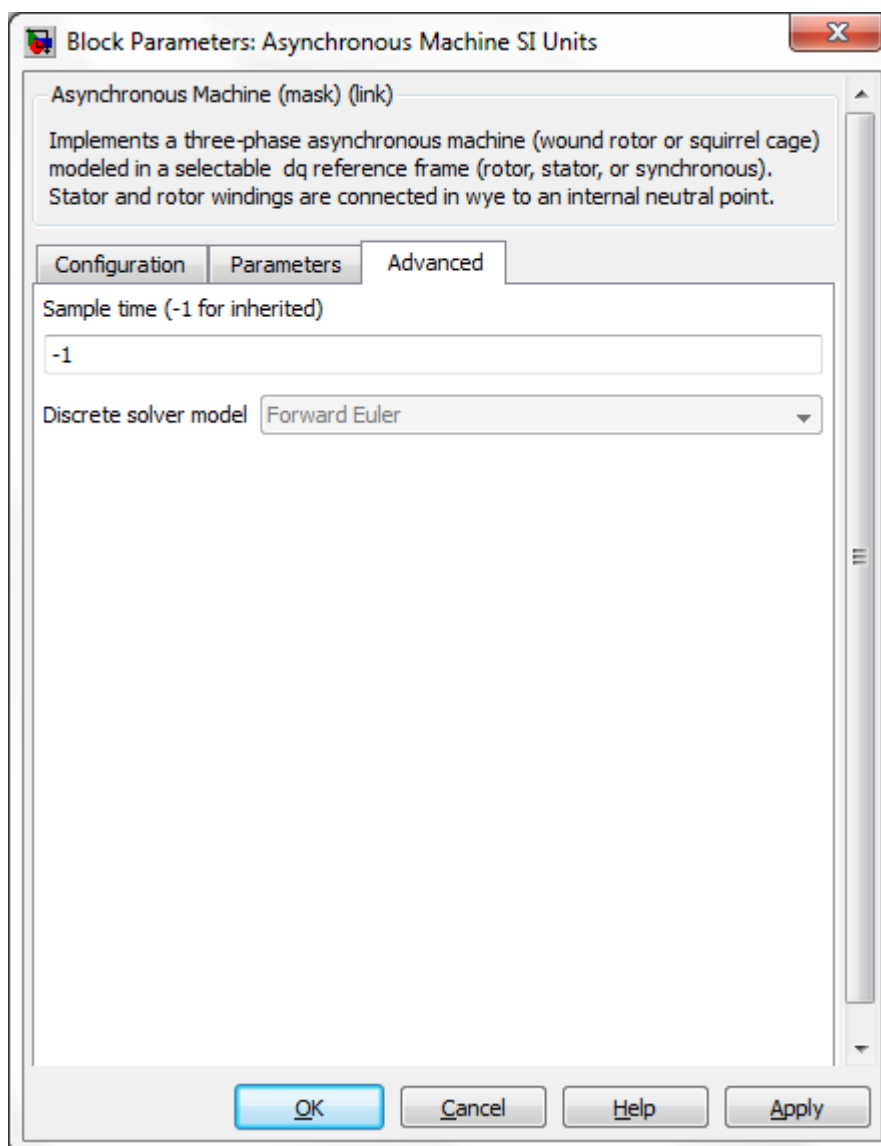 Block Parameters: Asynchronous Machine SI Units
Asynchronous Machine (mask) (link)
Implements a three-phase asynchronous machine (wound rotor or squirrel cage)
modeled in a selectable  dq reference frame (rotor, stator, or synchronous).
Stator and rotor windings are connected in wye to an internal neutral point.
Configuration Parameters Advanced
Sample time (-1 for inherited)
-1
Discrete solver model Forward Euler
OK Cancel Help Apply